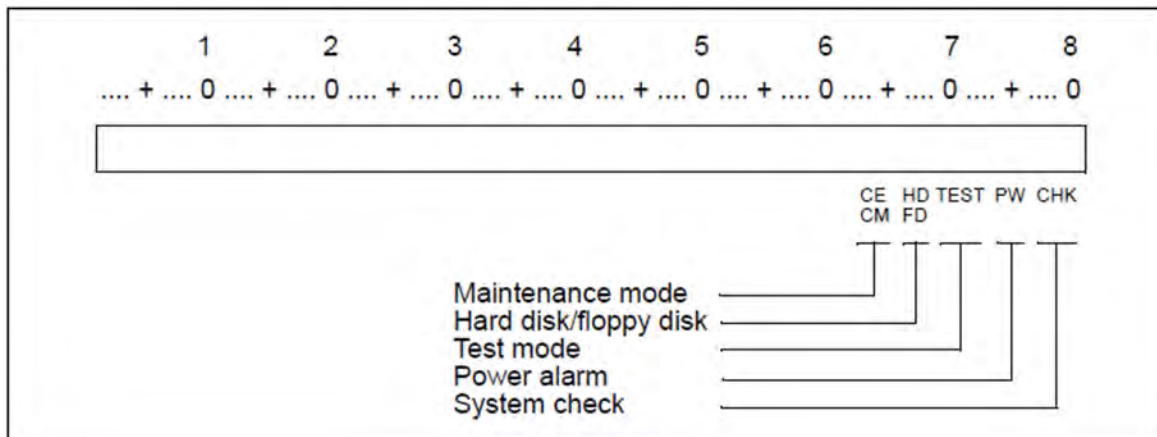 1 2 3 4 5 6 7 8
.... + .... 0 .... + .... 0 .... + .... 0 .... + .... 0 .... + .... 0 .... + .... 0 .... + .... 0 .... + .... 0
CE HD TEST PW CHK
CM FD
Maintenance mode
Hard disk/floppy disk
Test mode
Power alarm
System check